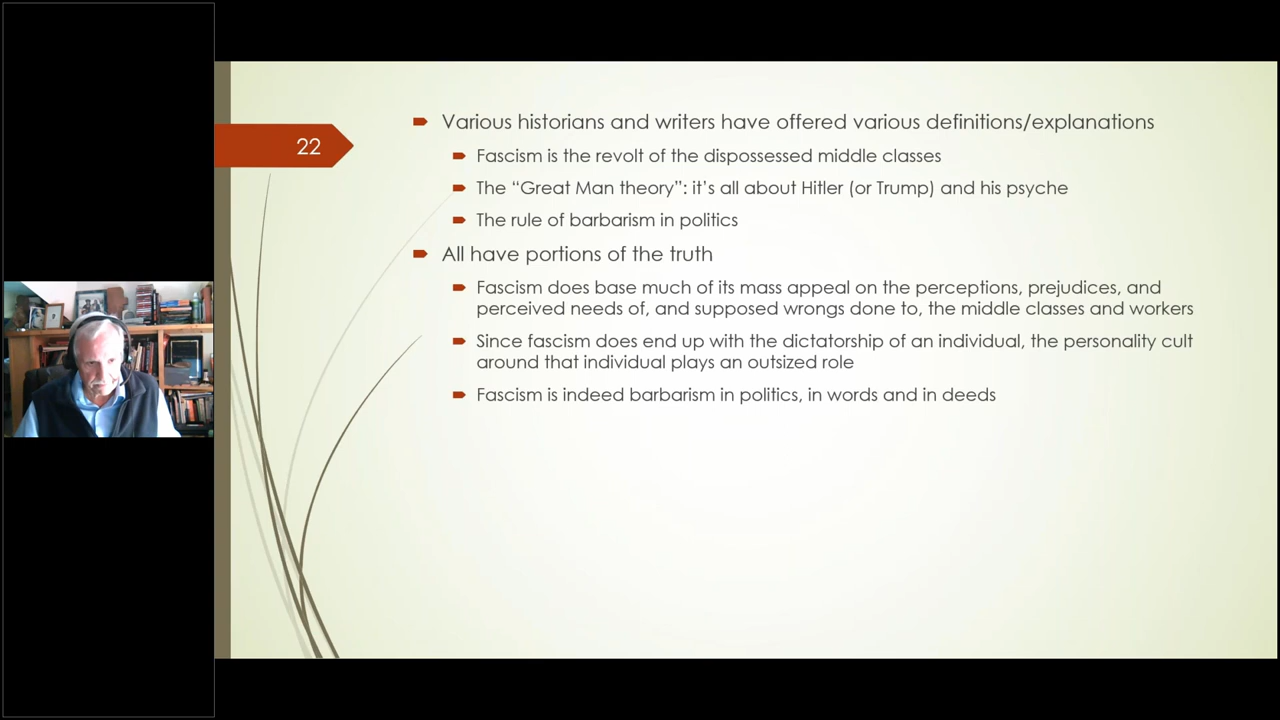 22
Various historians and writers have offered various definitions/explanations
Fascism is the revolt of the dispossessed middle classes
The “Great Man theory”: it’s all about Hitler (or Trump) and his psyche
The rule of barbarism in politics
All have portions of the truth
Fascism does base much of its mass appeal on the perceptions, prejudices, and
perceived needs of, and supposed wrongs done to, the middle classes and workers
Since fascism does end up with the dictatorship of an individual, the personality cult
around that individual plays an outsized role
Fascism is indeed barbarism in politics, in words and in deeds